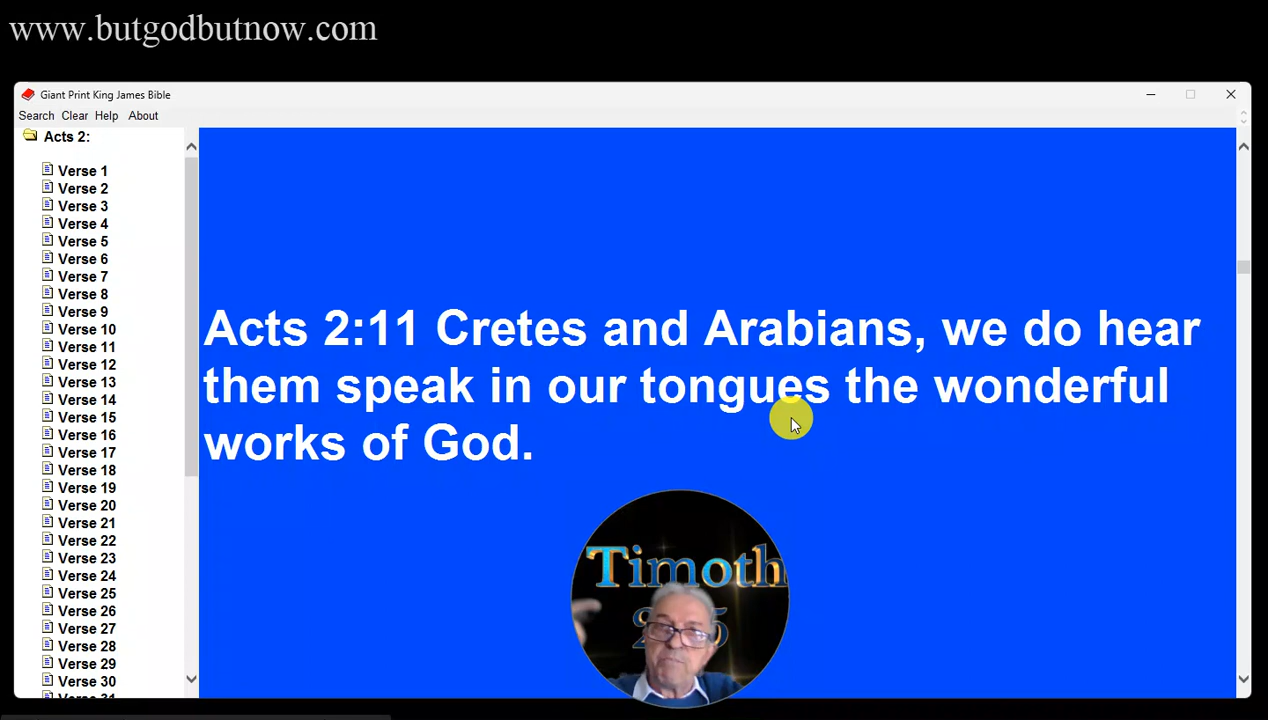 www.butgodbutnow.com
Giant Print King James Bible
Search Clear Help About
Acts 2:
Verse 1
Verse 2
Verse 3
Verse 4
Verse 5
Verse 6
Verse 7
Verse 8
Verse 9
Verse 10
Verse 11
Verse 12
Verse 13
Verse 14
Verse 15
Verse 16
Verse 17
Verse 18
Verse 19
Verse 20
Verse 21
Verse 22
Verse 23
Verse 24
Verse 25
Verse 26
Verse 27
Verse 28
Verse 29
Verse 30
Verse 31
Acts 2:11 Cretes and Arabians, we do hear
them speak in our tongues the wonderful
works of God.
Timoth